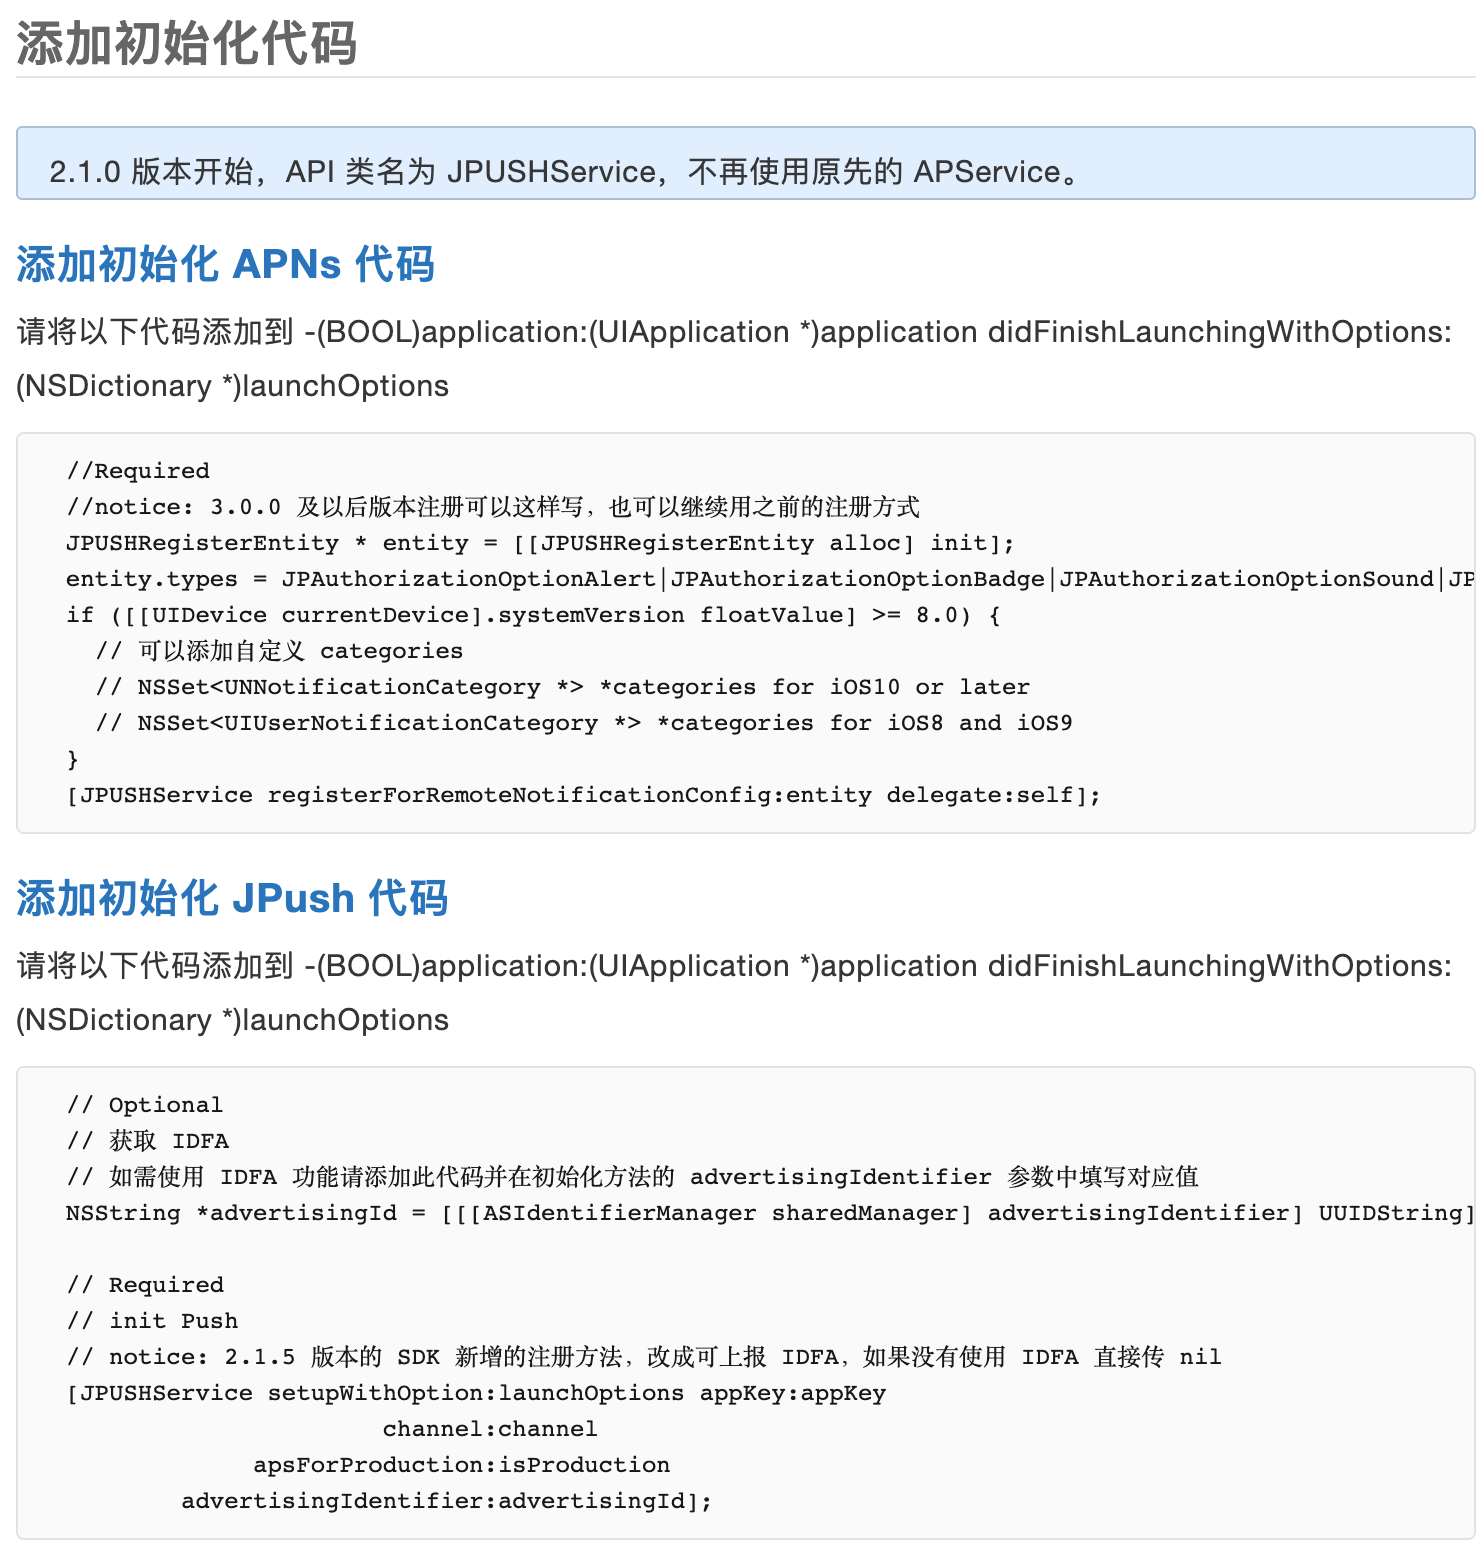 添加初始化代码
2.1.0 版本开始，API 类名为 JPUSHService，不再使用原先的 APService。
添加初始化 APNs 代码
请将以下代码添加到 -(BOOL)application:(UIApplication *)application didFinishLaunchingWithOptions:
(NSDictionary *)launchOptions
//Required
//notice: 3.0.0 及以后版本注册可以这样写，也可以继续用之前的注册方式
JPUSHRegisterEntity * entity = [[JPUSHRegisterEntity alloc] init];
entity.types = JPAuthorizationOptionAlert|JPAuthorizationOptionBadge|JPAuthorizationOptionSound|JP
if ([[UIDevice currentDevice].systemVersion floatValue] >= 8.0) {
  // 可以添加自定义 categories
  // NSSet<UNNotificationCategory *> *categories for iOS10 or later
  // NSSet<UIUserNotificationCategory *> *categories for iOS8 and iOS9
}
[JPUSHService registerForRemoteNotificationConfig:entity delegate:self];
添加初始化 JPush 代码
请将以下代码添加到 -(BOOL)application:(UIApplication *)application didFinishLaunchingWithOptions:
(NSDictionary *)launchOptions
// Optional
// 获取 IDFA
// 如需使用 IDFA 功能请添加此代码并在初始化方法的 advertisingIdentifier 参数中填写对应值
NSString *advertisingId = [[[ASIdentifierManager sharedManager] advertisingIdentifier] UUIDString]
// Required
// init Push
// notice: 2.1.5 版本的 SDK 新增的注册方法，改成可上报 IDFA，如果没有使用 IDFA 直接传 nil
[JPUSHService setupWithOption:launchOptions appKey:appKey
                      channel:channel
             apsForProduction:isProduction
        advertisingIdentifier:advertisingId];